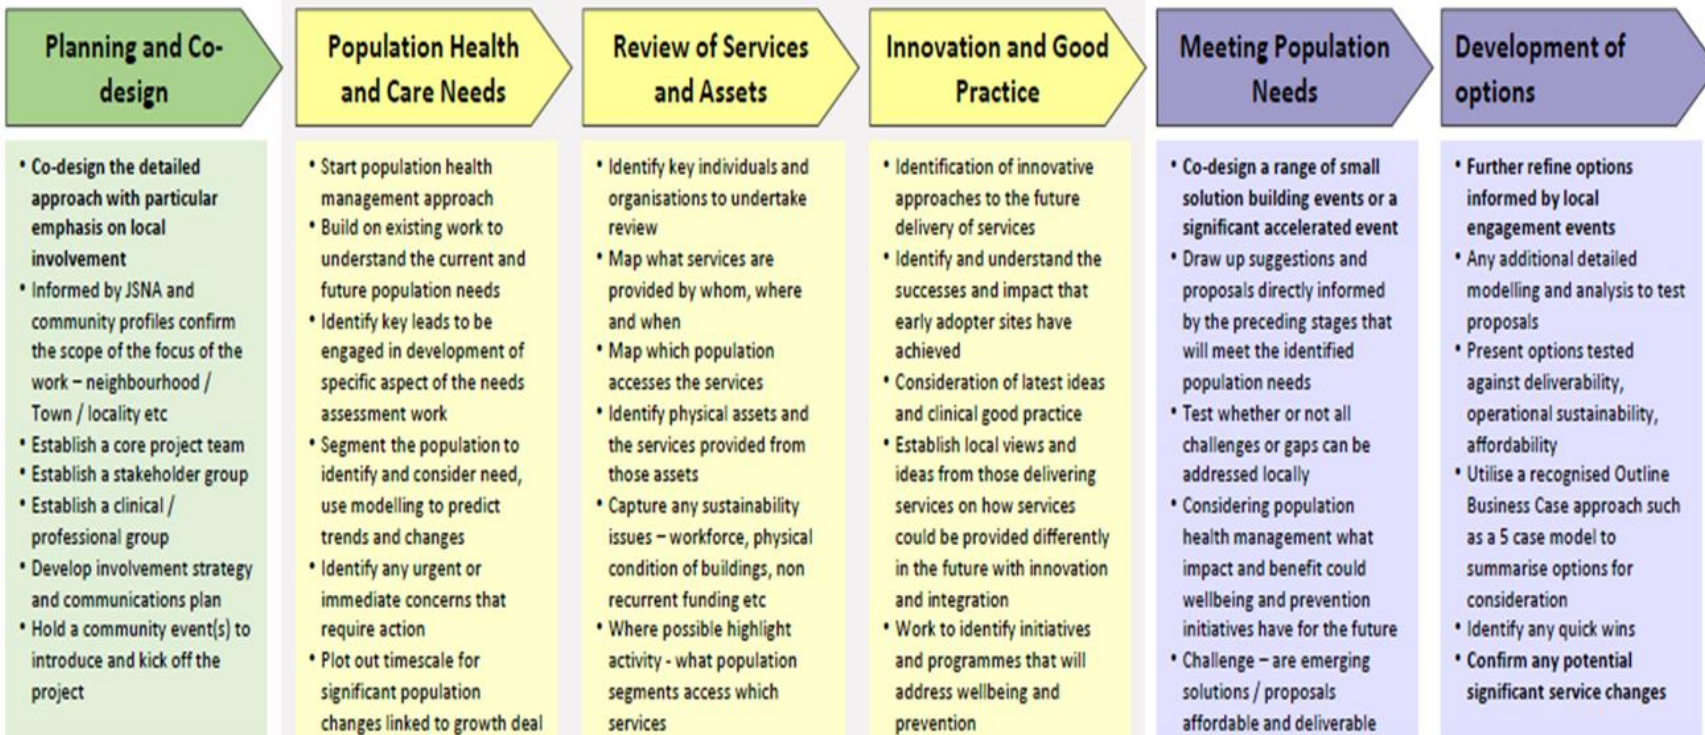 Planning and Co-
design
• Co-design the detailed
approach with particular
emphasis on local
involvement
• Informed by JSNA and
community profiles confirm
the scope of the focus of the
work – neighbourhood /
Town / locality etc
• Establish a core project team
• Establish a stakeholder group
• Establish a clinical /
professional group
• Develop involvement strategy
and communications plan
• Hold a community event(s) to
introduce and kick off the
project
Population Health
and Care Needs
• Start population health
management approach
• Build on existing work to
understand the current and
future population needs
• Identify key leads to be
engaged in development of
specific aspect of the needs
assessment work
• Segment the population to
identify and consider need,
use modelling to predict
trends and changes
• Identify any urgent or
immediate concerns that
require action
• Plot out timescale for
significant population
changes linked to growth deal
Review of Services
and Assets
• Identify key individuals and
organisations to undertake
review
• Map what services are
provided by whom, where
and when
• Map which population
accesses the services
• Identify physical assets and
the services provided from
those assets
• Capture any sustainability
issues – workforce, physical
condition of buildings, non
recurrent funding etc
• Where possible highlight
activity - what population
segments access which
services
Innovation and Good
Practice
• Identification of innovative
approaches to the future
delivery of services
• Identify and understand the
successes and impact that
early adopter sites have
achieved
• Consideration of latest ideas
and clinical good practice
• Establish local views and
ideas from those delivering
services on how services
could be provided differently
in the future with innovation
and integration
• Work to identify initiatives
and programmes that will
address wellbeing and
prevention
Meeting Population
Needs
• Co-design a range of small
solution building events or a
significant accelerated event
• Draw up suggestions and
proposals directly informed
by the preceding stages that
will meet the identified
population needs
• Test whether or not all
challenges or gaps can be
addressed locally
• Considering population
health management what
impact and benefit could
wellbeing and prevention
initiatives have for the future
• Challenge – are emerging
solutions / proposals
affordable and deliverable
Development of
options
• Further refine options
informed by local
engagement events
• Any additional detailed
modelling and analysis to test
proposals
• Present options tested
against deliverability,
operational sustainability,
affordability
• Utilise a recognised Outline
Business Case approach such
as a 5 case model to
summarise options for
consideration
• Identify any quick wins
• Confirm any potential
significant service changes